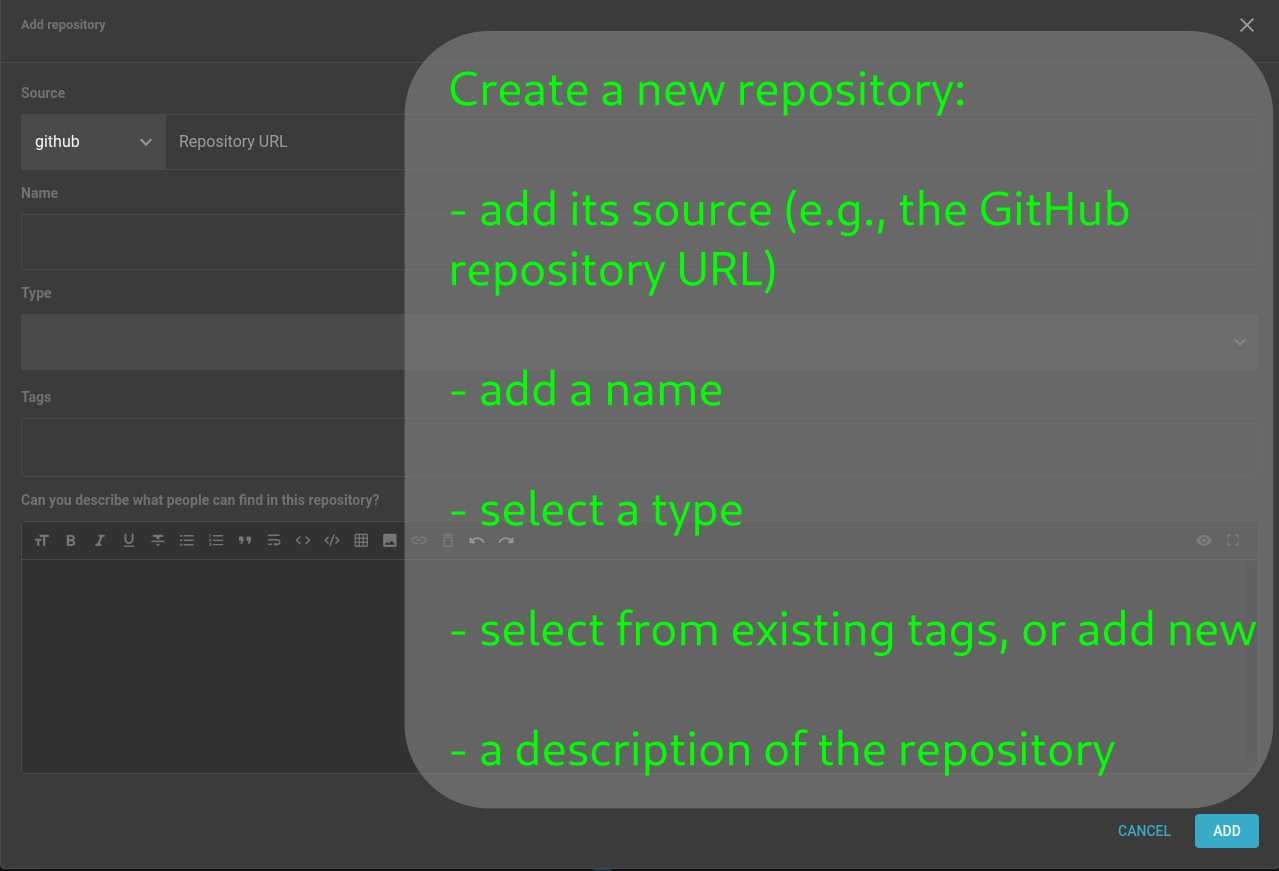 Add repository
Create a new repository:
Source
github
Repository URL
Name
- add its source (e.g., the GitHub
repository URL)
Type
- add a name
Tags
- select a type
Can you describe what people can find in this repository?
- select from existing tags, or add new
- a description of the repository
CANCEL
ADD